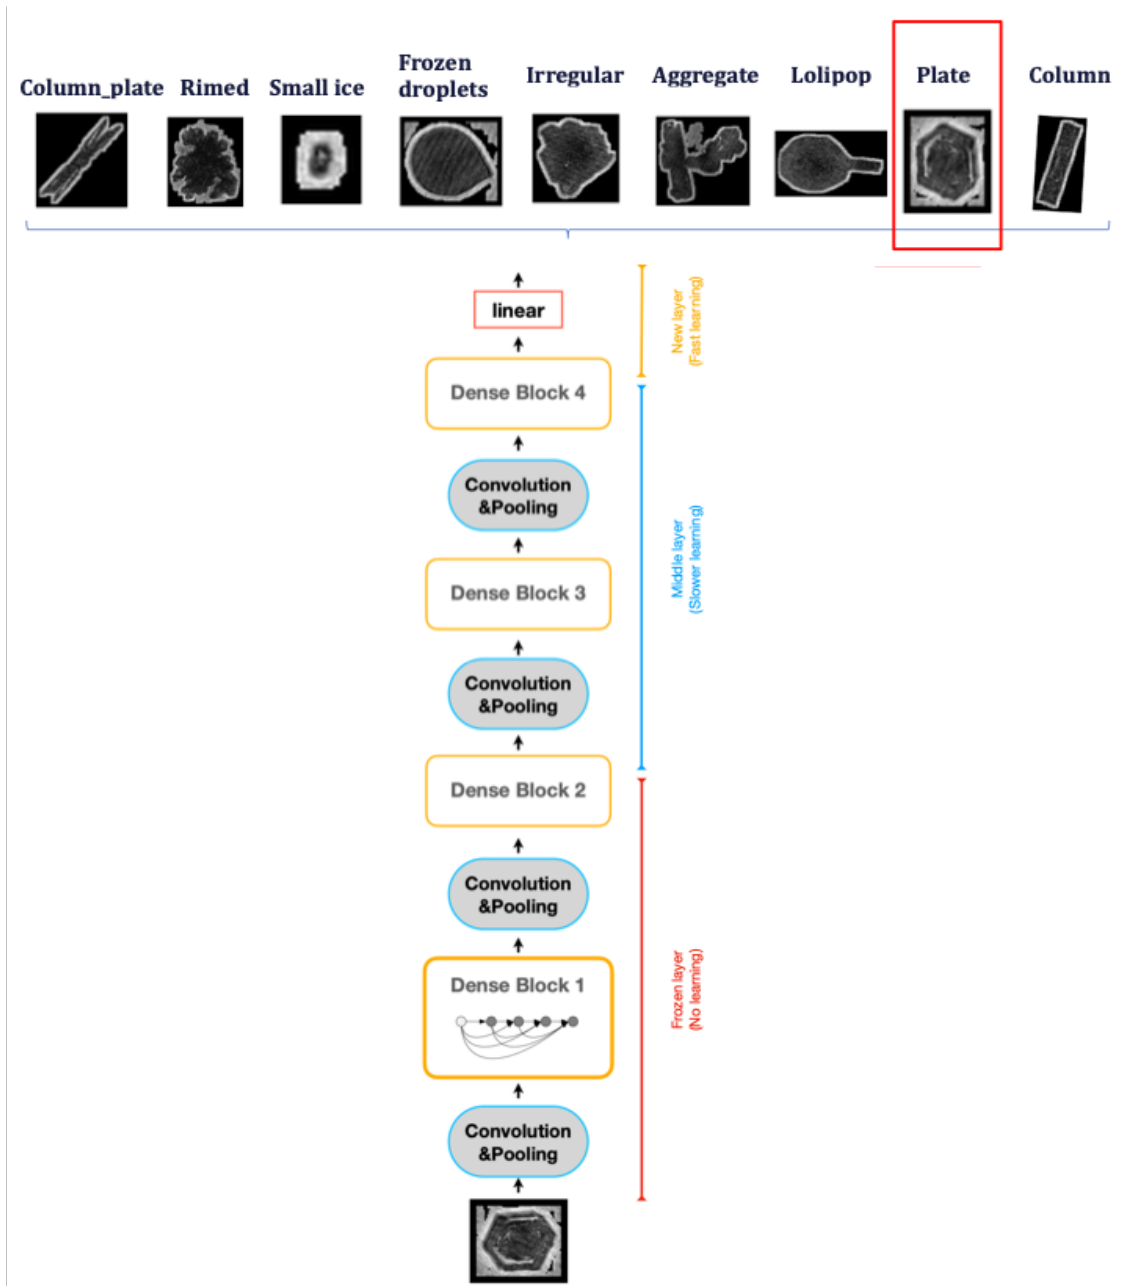 Column_plate
Rimed
Small ice
Frozen
droplets
Irregular
Aggregate
Lolipop
Plate
Column
linear
New layer
(Fast learning)
Dense Block 4
Convolution
&Pooling
Dense Block 3
Middle layer
(Slower learning)
Convolution
&Pooling
Dense Block 2
Convolution
&Pooling
Dense Block 1
Frozen layer
(No learning)
Convolution
&Pooling